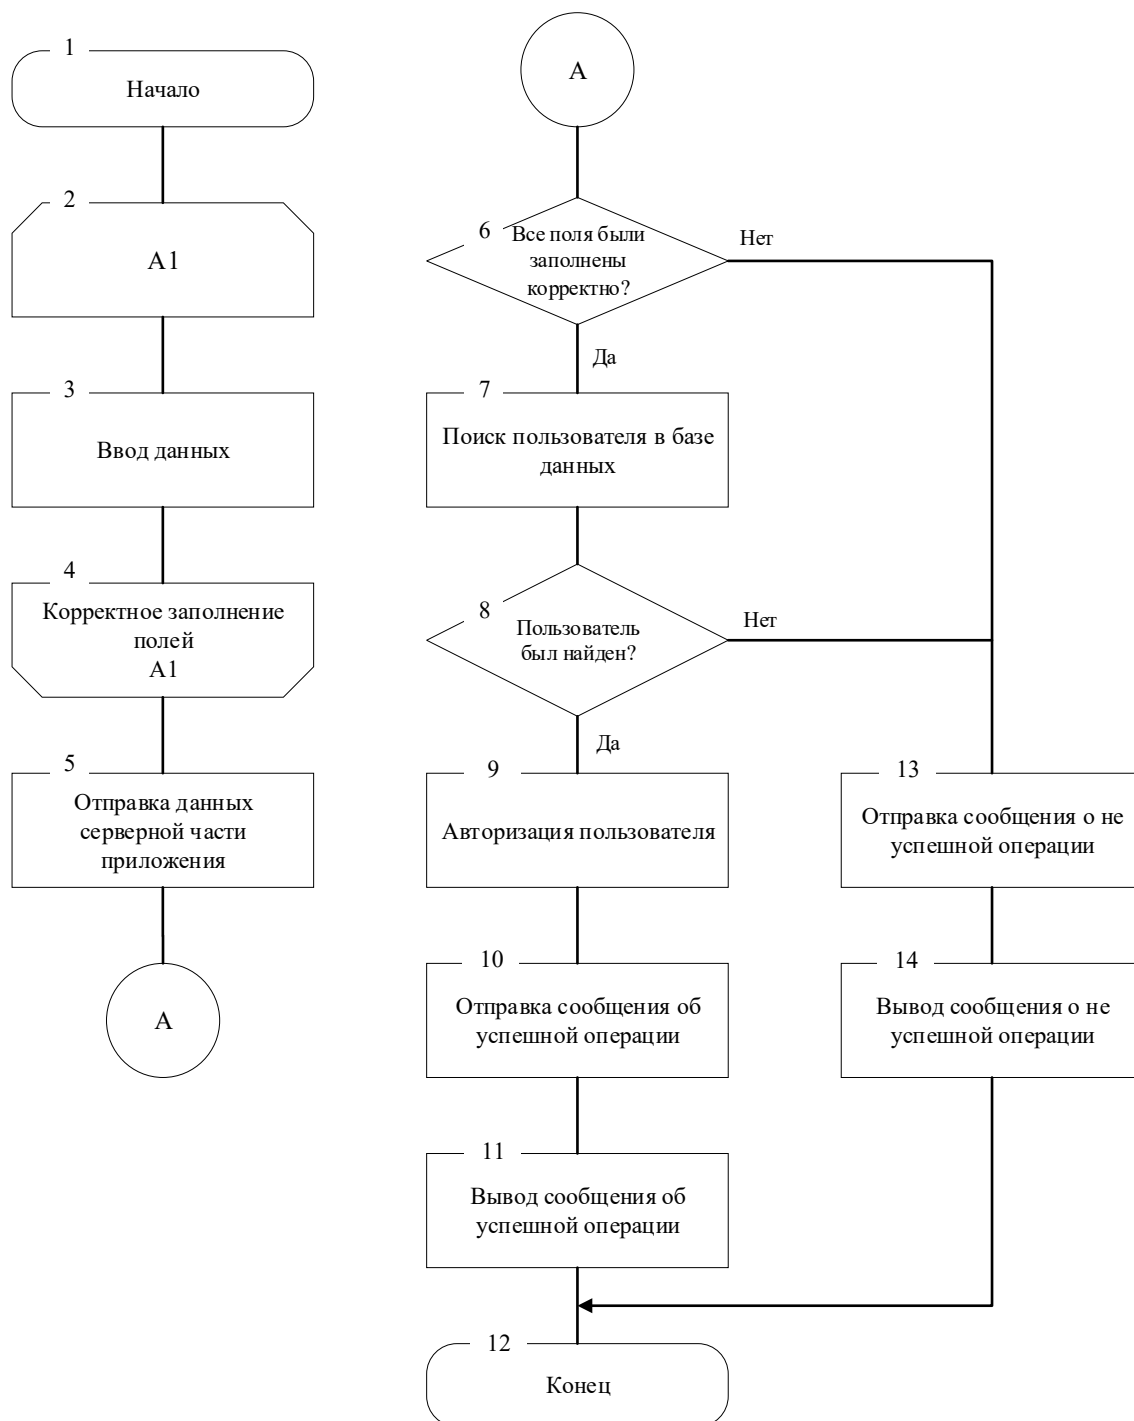 1
Начало
2
А1
3
Ввод данных
4
Корректное заполнение
полей
А1
5
Отправка данных
серверной части
приложения
А
А
6
Все поля были
заполнены
корректно?
Нет
Да
7
Поиск пользователя в базе
данных
8
Пользователь
был найден?
Нет
Да
9
Авторизация пользователя
10
Отправка сообщения об
успешной операции
11
Вывод сообщения об
успешной операции
12
Конец
13
Отправка сообщения о не
успешной операции
14
Вывод сообщения о не
успешной операции